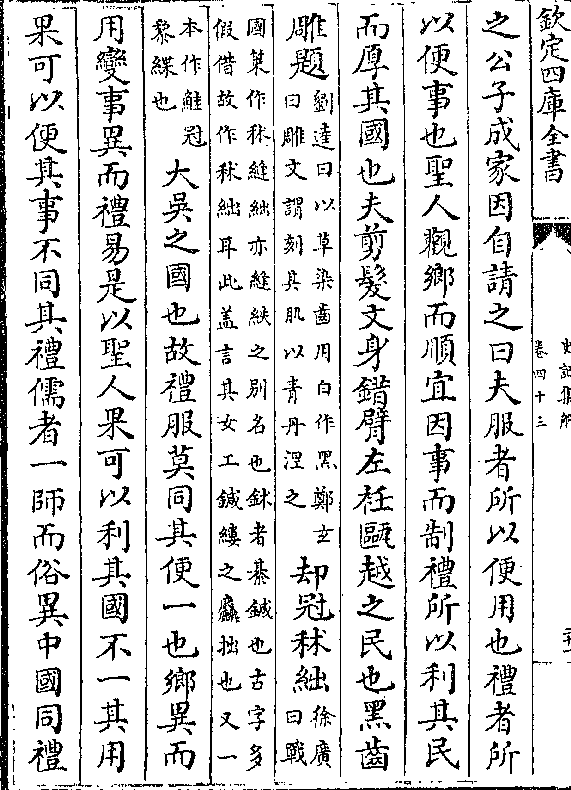 欽定四庫全書
史記集解
卷四十三
之公子成家因自請之曰夫服者所以便用也禮者所
以便事也聖人觀鄉而順宜因事而制禮所以利其民
而厚其國也夫剪髮文身錯臂左衽甌越之民也黑齒
雕題劉逵曰以草染齒用白作黑鄭玄
曰雕文謂刻其肌以青丹湼之却冠秫絀徐廣
曰戰
國策作秫縫絀亦縫紩之別名也鉥者綦鍼也古字多
假借故作秫絀耳此蓋言其女工鍼縷之麤拙也又一
本作鮭冠
黎緤也大吳之國也故禮服莫同其便一也鄉異而
用變事異而禮易是以聖人果可以利其國不一其用
果可以便其事不同其禮儒者一師而俗異中國同禮